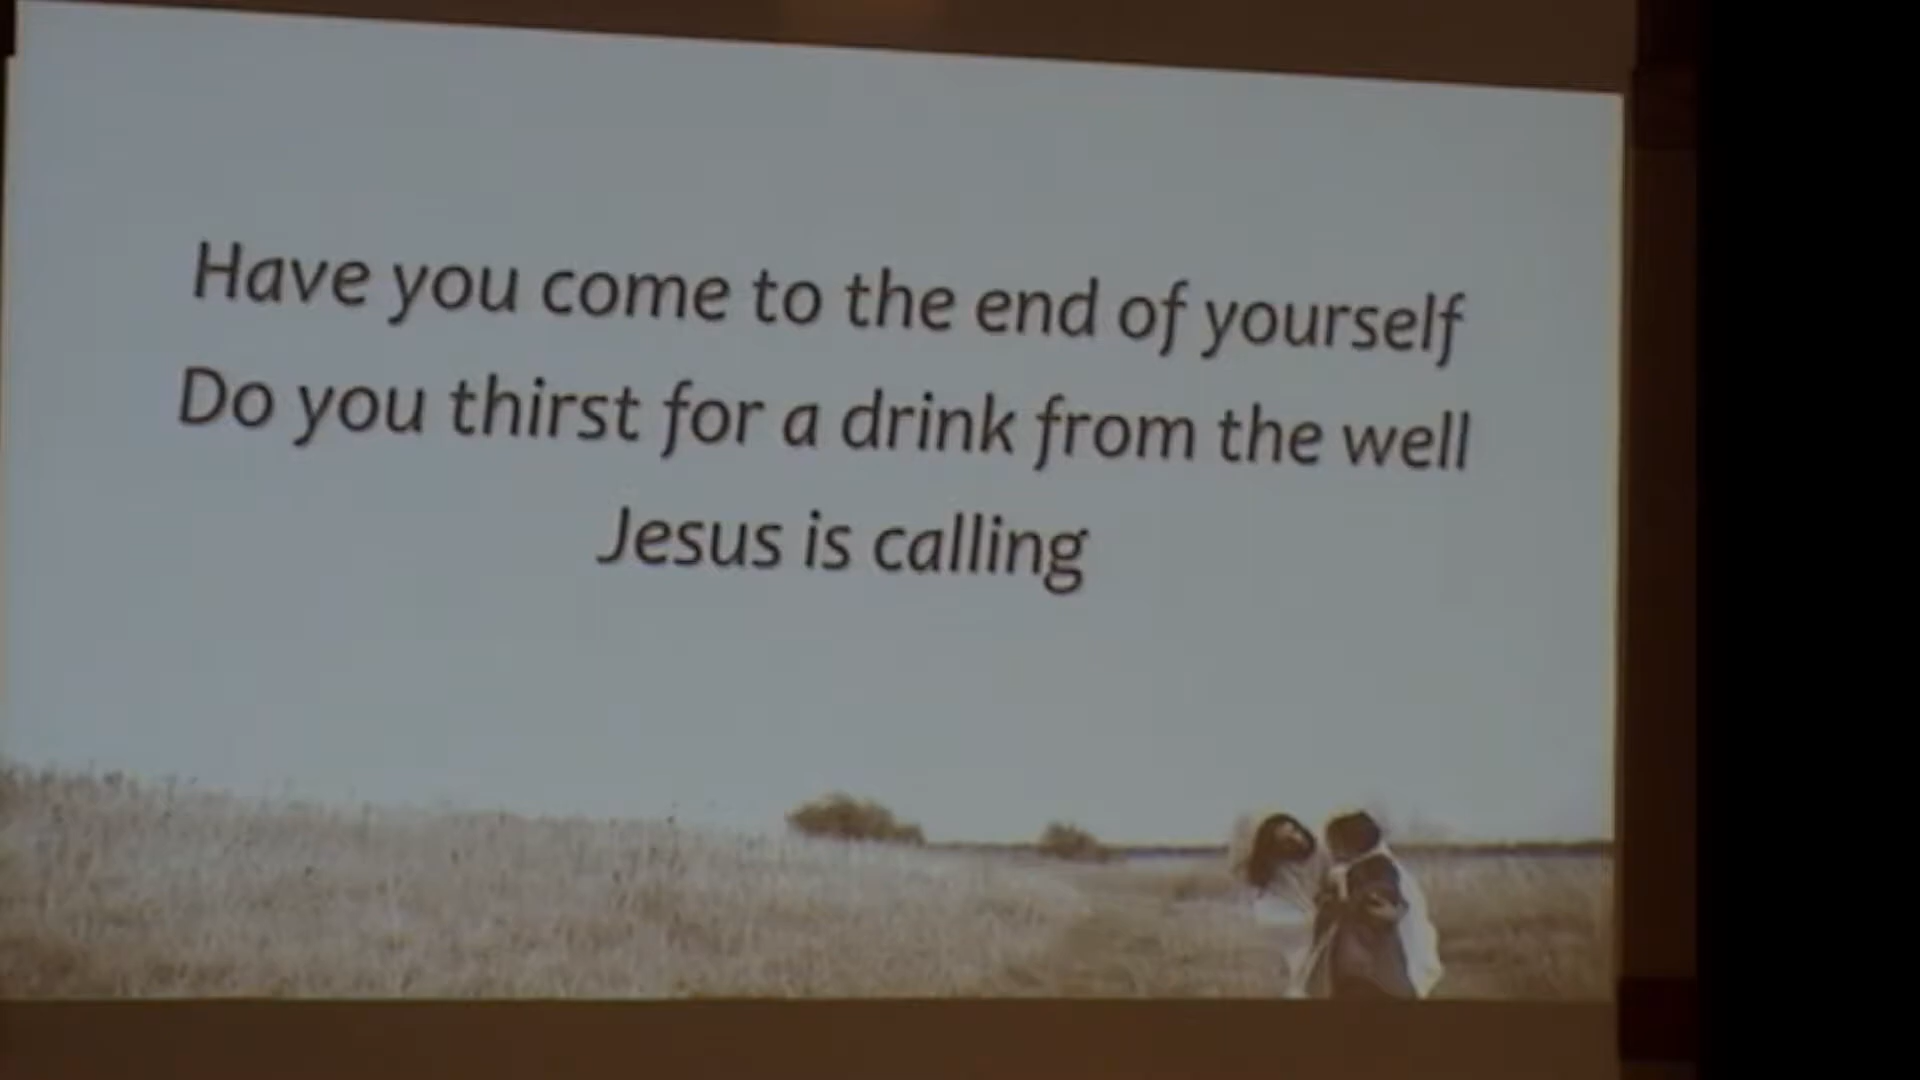 Have you come to the end of yourself
Do you thirst for a drink from the well
Jesus is calling